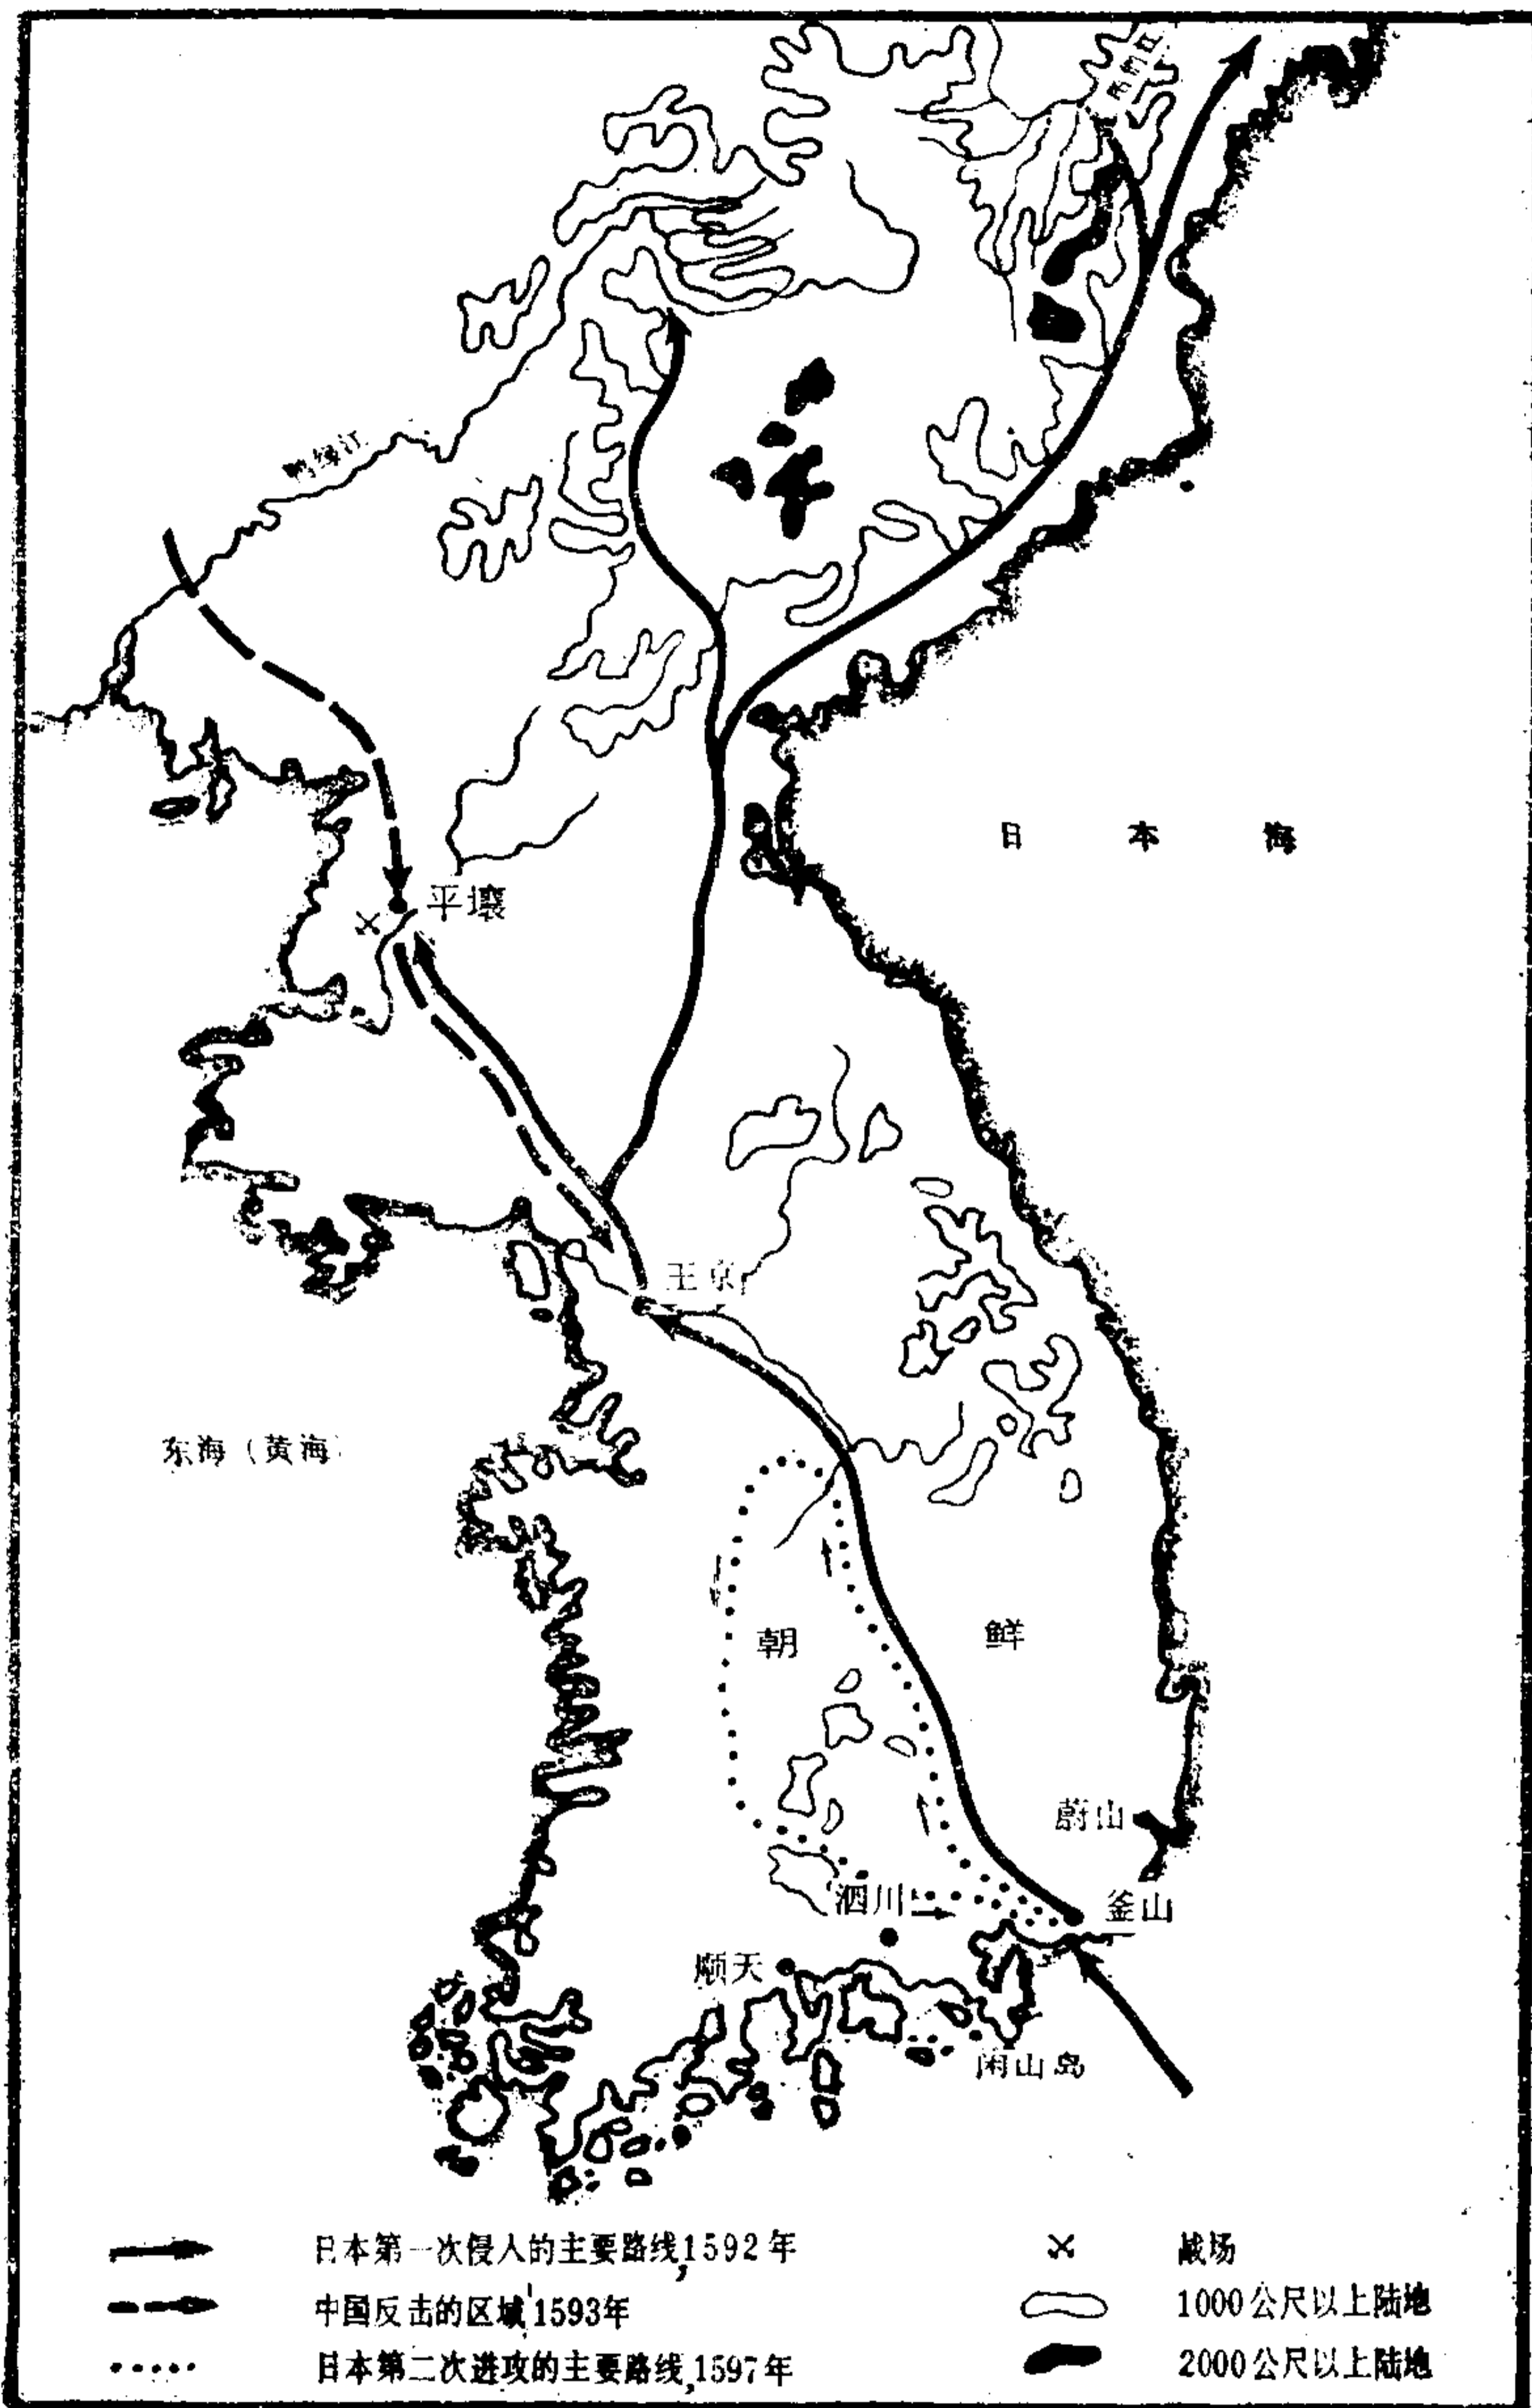 鸭绿江
日本海
平壤
王京
东海（黄海）
朝鲜
蔚山
泗川
釜山
顺天
闲山岛
日本第一次侵入的主要路线,1592年
中国反击的区域1593年
日本第二次进攻的主要路线,1597年
战场
1000公尺以上陆地
2000公尺以上陆地